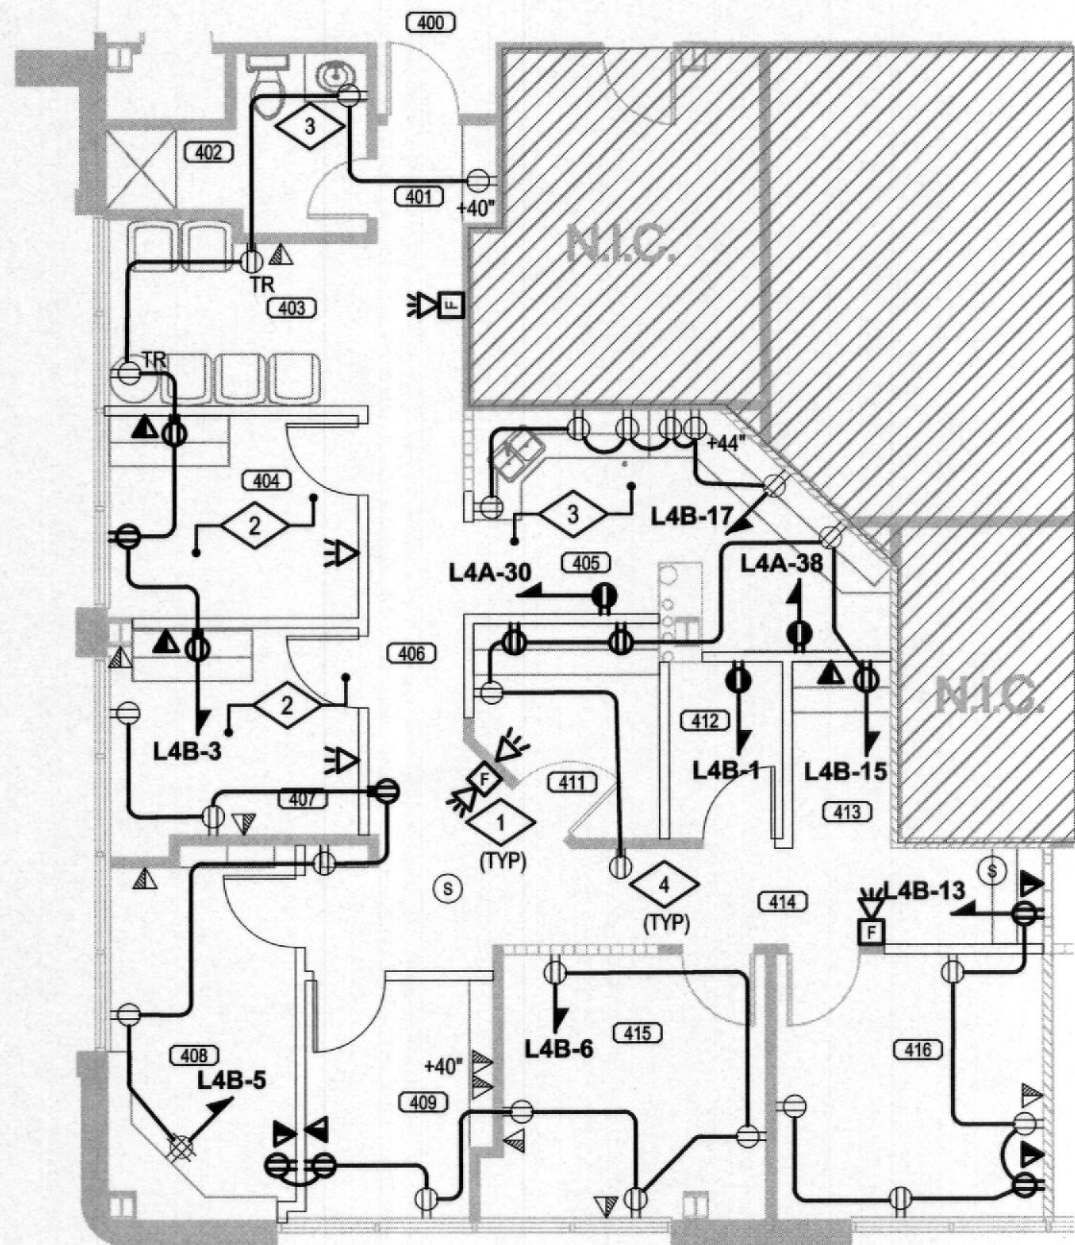 400
3
402
401
+40"
N.I.C.
TR
403
F
TR
+44"
404
2
3
L4B-17
L4A-30
405
L4A-38
406
2
N.I.C.
412
L4B-3
L4B-1
L4B-15
407
F
411
413
1
(TYP)
S
4
(TYP)
414
L4B-13
S
F
L4B-6
415
416
408
L4B-5
+40"
409